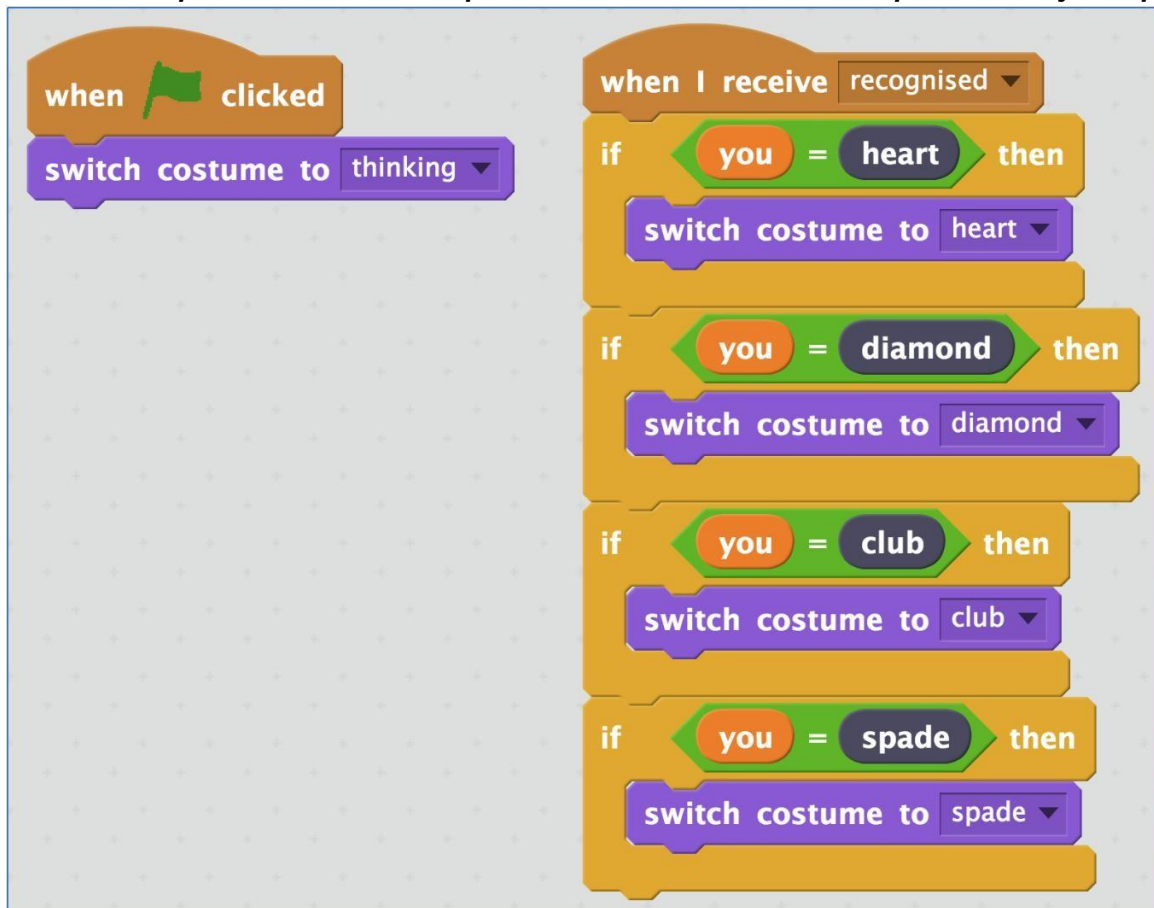 when clicked
switch costume to thinking
when I receive recognised
if you = heart then
switch costume to heart
if you = diamond then
switch costume to diamond
if you = club then
switch costume to club
if you = spade then
switch costume to spade